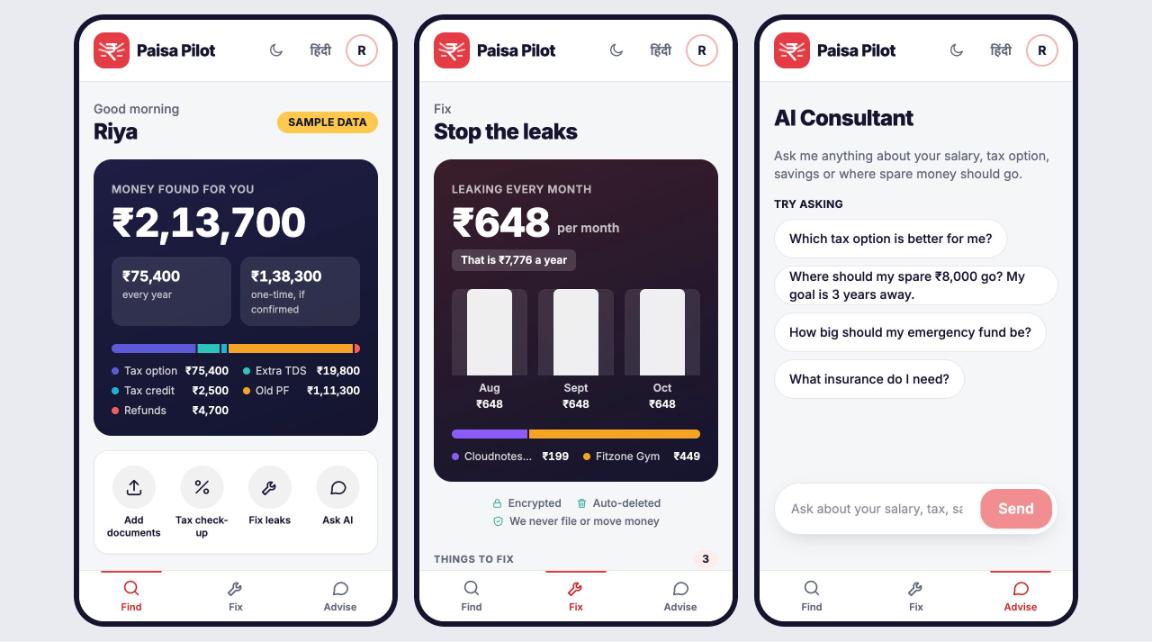 Paisa Pilot
हिंदी
R
Good morning
Riya
SAMPLE DATA
MONEY FOUND FOR YOU
₹2,13,700
₹75,400
every year
₹1,38,300
one-time, if
confirmed
Tax option ₹75,400
Extra TDS ₹19,800
Tax credit ₹2,500
Old PF ₹1,11,300
Refunds ₹4,700
Add
documents
Tax check-
up
Fix leaks
Ask AI
Find
Fix
Advise
Paisa Pilot
हिंदी
R
Fix
Stop the leaks
LEAKING EVERY MONTH
₹648 per month
That is ₹7,776 a year
Aug
₹648
Sept
₹648
Oct
₹648
Cloudnotes... ₹199
Fitzone Gym ₹449
Encrypted
Auto-deleted
We never file or move money
THINGS TO FIX
3
Find
Fix
Advise
Paisa Pilot
हिंदी
R
AI Consultant
Ask me anything about your salary, tax option,
savings or where spare money should go.
TRY ASKING
Which tax option is better for me?
Where should my spare ₹8,000 go? My
goal is 3 years away.
How big should my emergency fund be?
What insurance do I need?
Ask about your salary, tax, sa
Send
Find
Fix
Advise